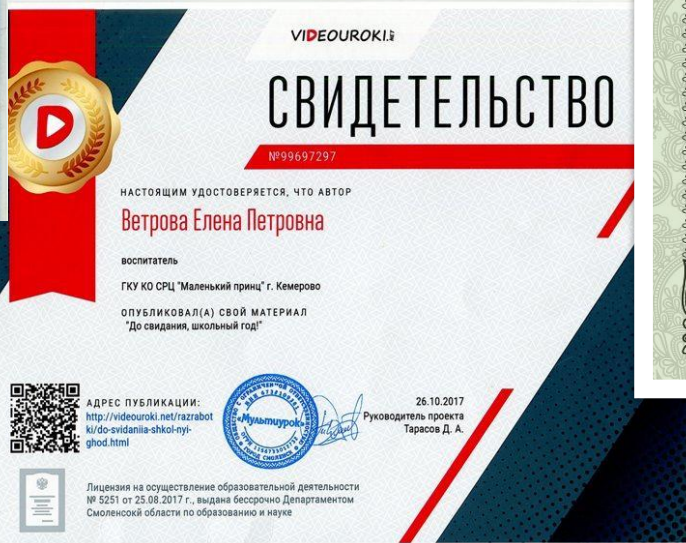 VIDEOUROKI.
СВИДЕТЕЛЬСТВО
№99697297
НАСТОЯЩИМ УДОСТОВЕРЯЕТСЯ, ЧТО АВТОР
Ветрова Елена Петровна
воспитатель
ГКУ КО СРЦ "Маленький принц" г. Кемерово
ОПУБЛИКОВАЛ(А) СВОЙ МАТЕРИАЛ
"До свидания, школьный год!"
АДРЕС ПУБЛИКАЦИИ:
http://videouroki.net/razrabot
ki/do-svidaniia-shkol-nyi-
ghod.html
«Мультиурок»
26.10.2017
Руководитель проекта
Тарасов Д. А.
Лицензия на осуществление образовательной деятельности
№ 5251 от 25.08.2017 г., выдана бессрочно Департаментом
Смоленской области по образованию и науке